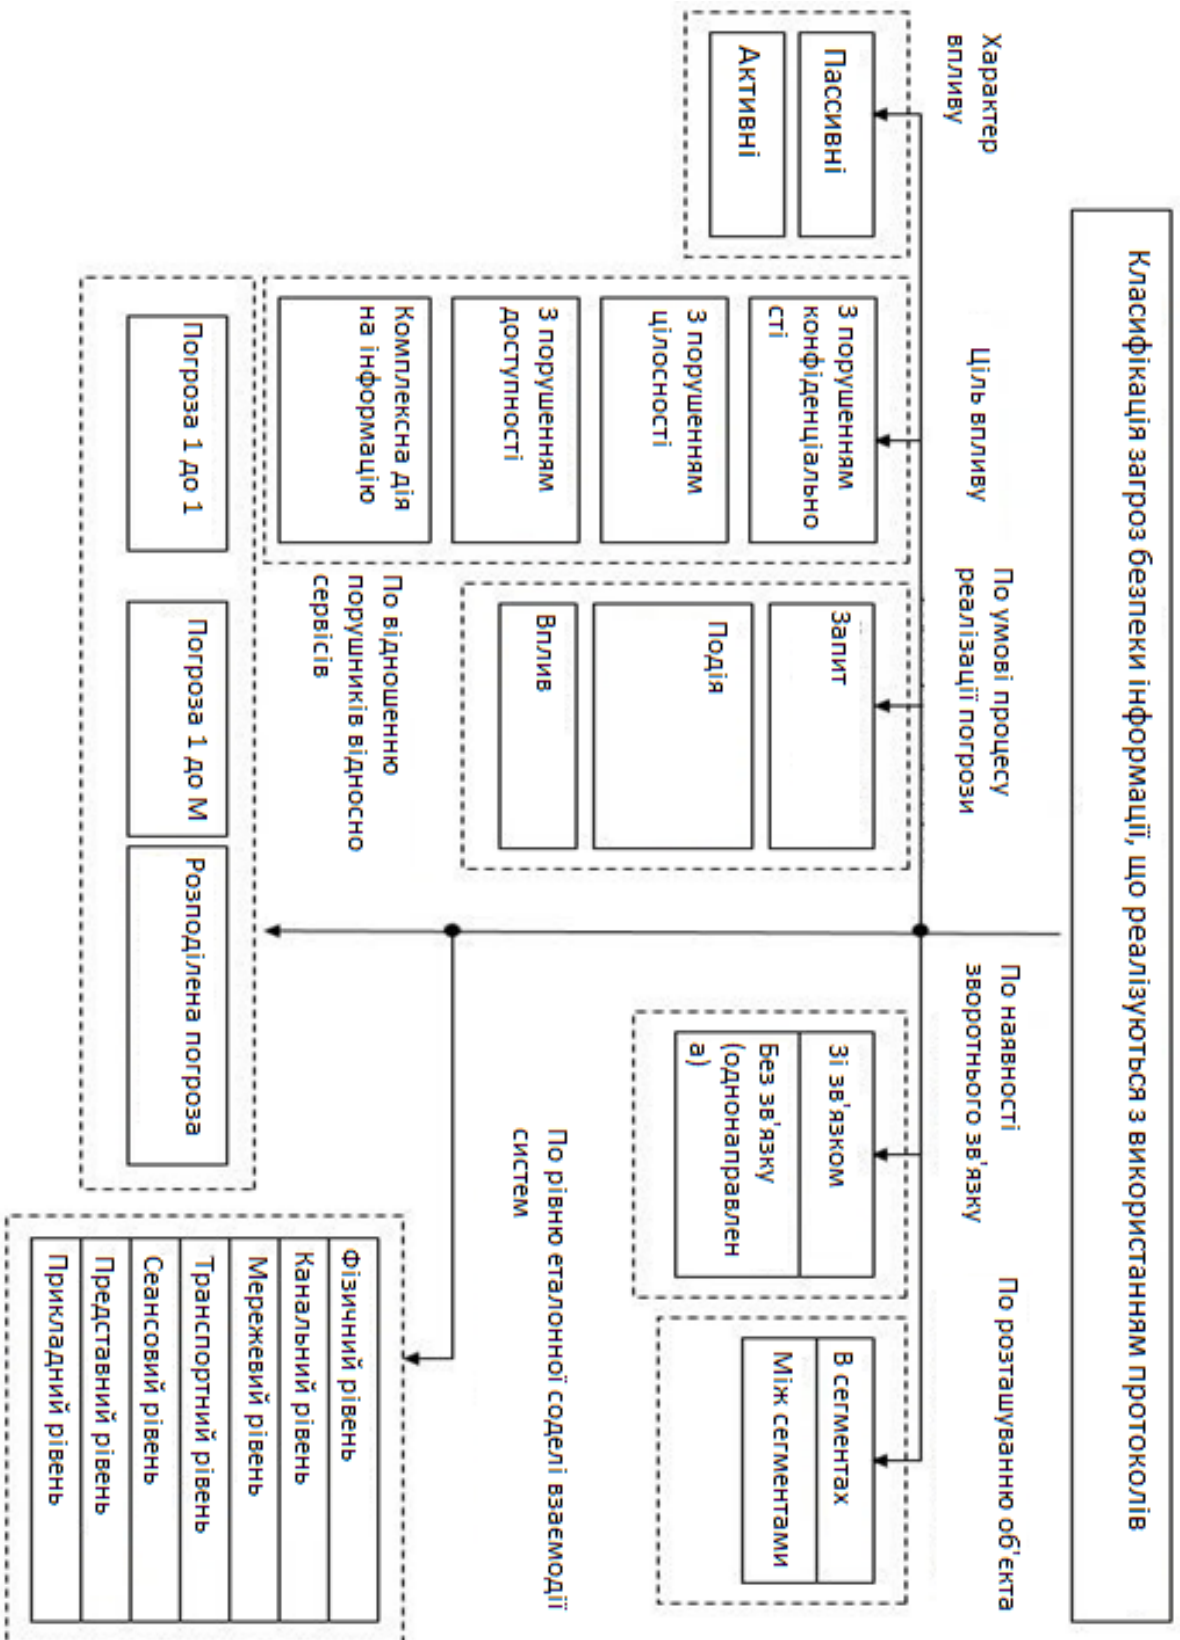 Класифікація загроз безпеки інформації, що реалізуються з використанням протоколів
Характер
впливу
Пассивні
Активні
Ціль впливу
З порушенням
конфіденціально
сті
З порушенням
цілосності
З порушенням
доступності
Комплексна дія
на інформацію
По умові процесу
реалізації погрози
Запит
Подія
Вплив
По наявності
зворотнього зв'язку
Зі зв'язком
Без зв'язку
(однонаправлен
а)
По розташуванню об'єкта
В сегментах
Між сегментами
По відношенню
порушників відносно
сервісів
Погроза 1 до 1
Погроза 1 до М
Розподілена погроза
По рівню еталонної соделі взаємодії
систем
Фізичний рівень
Канальний рівень
Мережевий рівень
Транспортний рівень
Сеансовий рівень
Представний рівень
Прикладний рівень